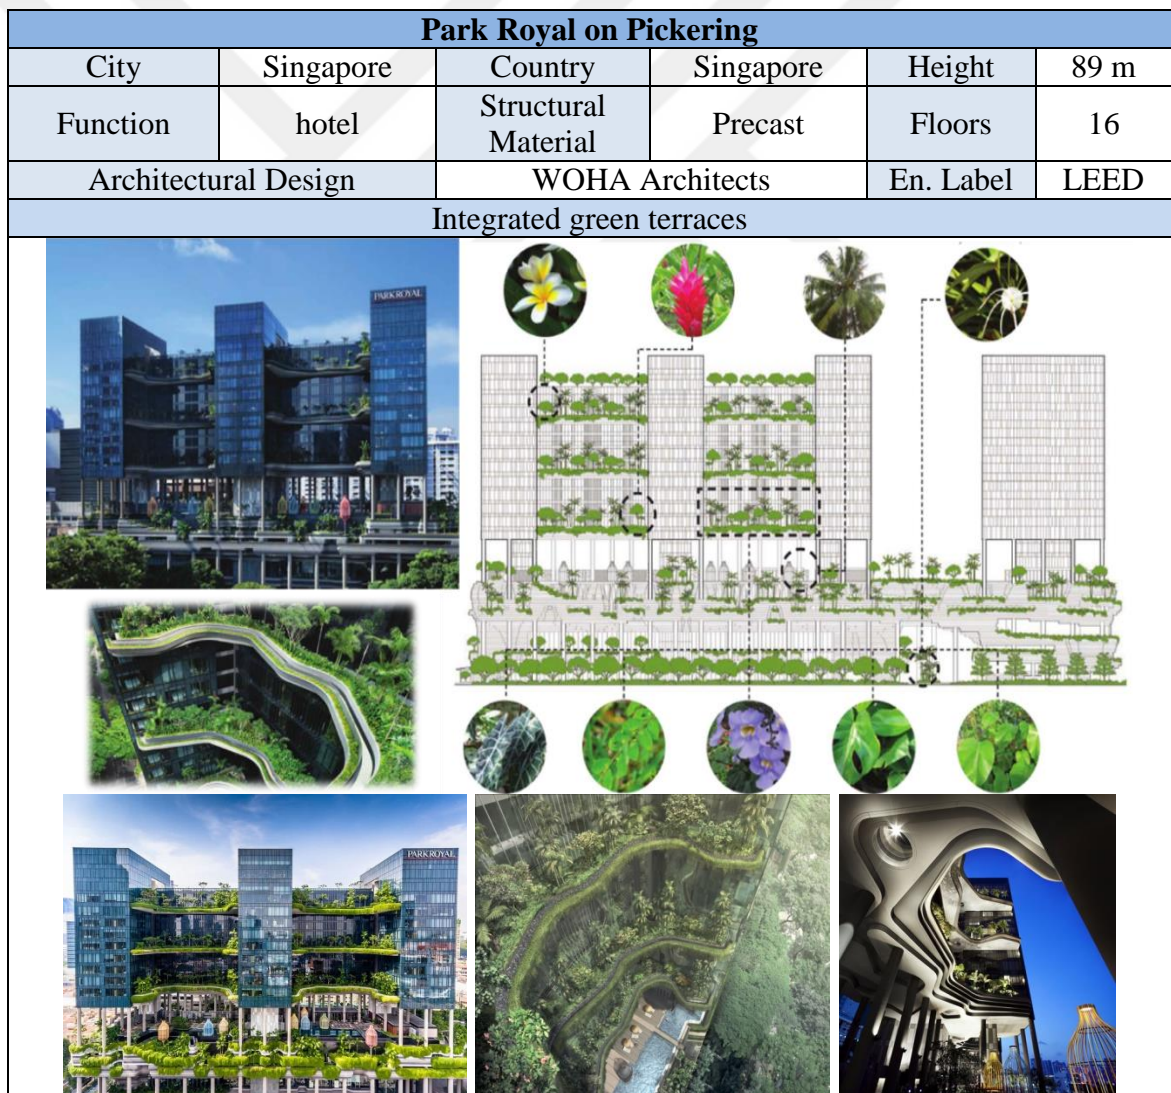 Park Royal on Pickering
City Singapore Country Singapore Height 89 m
Function hotel Structural Material Precast Floors 16
Architectural Design WOHA Architects En. Label LEED
Integrated green terraces
PARKROYAL
PARKROYAL